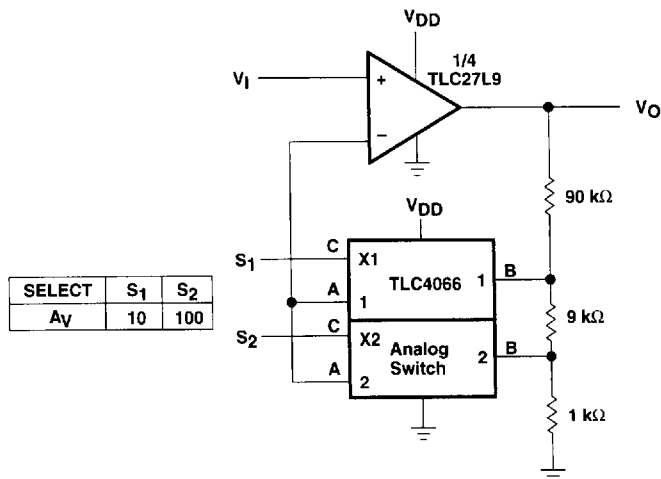 VDD
1/4
TLC27L9
VI
+
−
VO
90 kΩ
VDD
S1
C
X1
TLC4066
1
B
A
1
9 kΩ
S2
C
X2
Analog
Switch
2
B
A
2
1 kΩ
SELECT S1 S2
AV 10 100